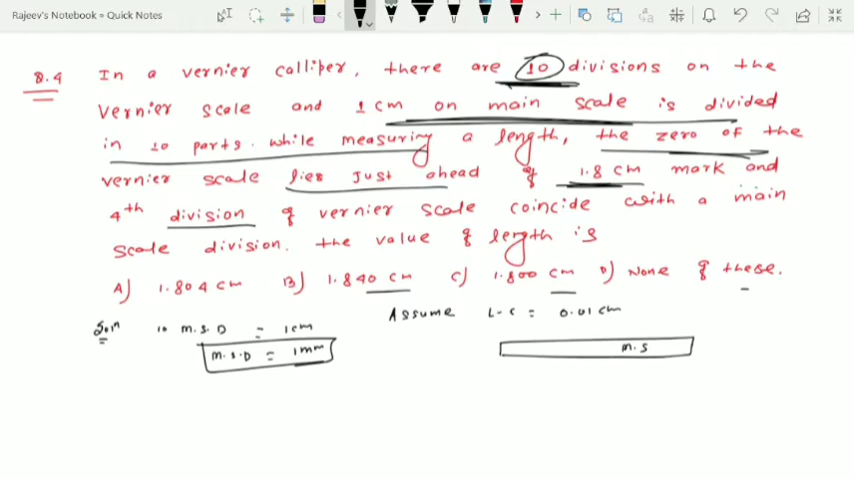 Rajeev's Notebook » Quick Notes
Q.4 In a vernier calliper, there are 10 divisions on the
vernier scale and 1 cm on main scale is divided
in 10 parts. while measuring a length, the zero of the
vernier scale lies just ahead of 1.8 cm mark and
4th division of vernier scale coincide with a main
scale division. the value of length is
A) 1.804 cm B) 1.840 cm C) 1.800 cm D) None of these.
Soln 10 M.S.D = 1cm Assume L.C = 0.01 cm
M.S.D = 1mm M.S